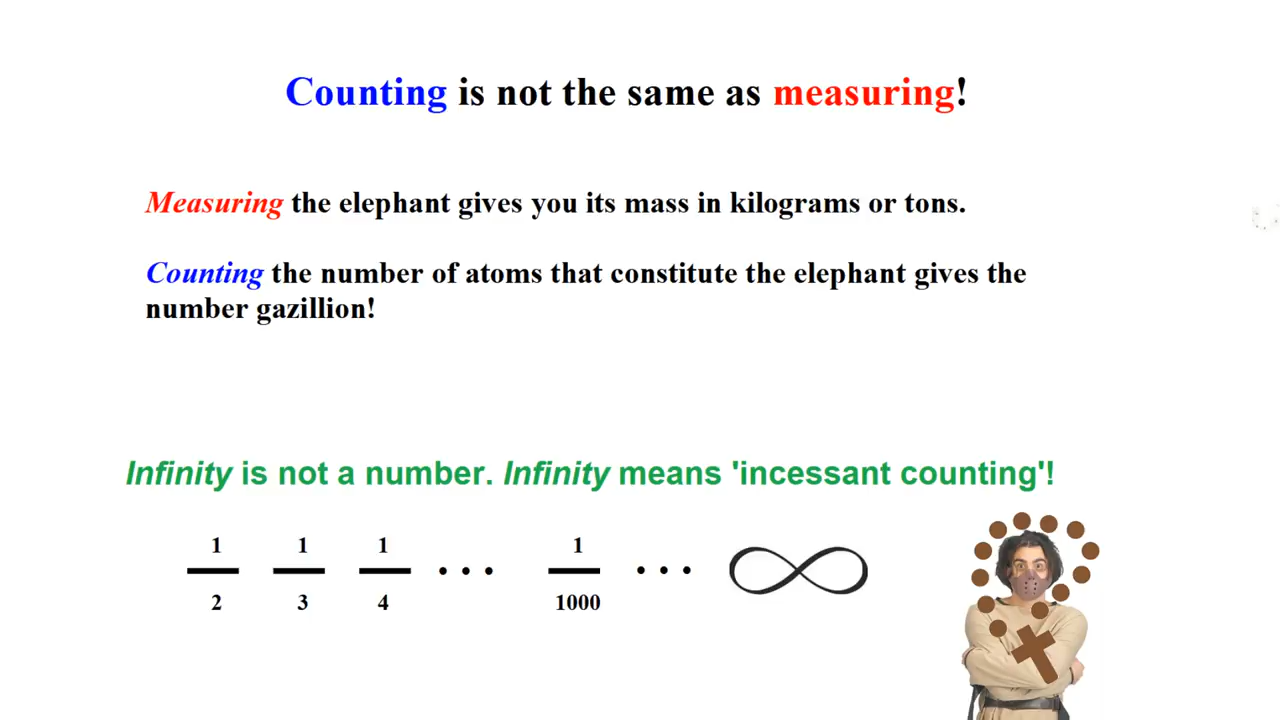 Counting is not the same as measuring!
Measuring the elephant gives you its mass in kilograms or tons.
Counting the number of atoms that constitute the elephant gives the
number gazillion!
Infinity is not a number. Infinity means 'incessant counting'!
1 1 1 1
— — — • • • — • • • ∞
2 3 4 1000